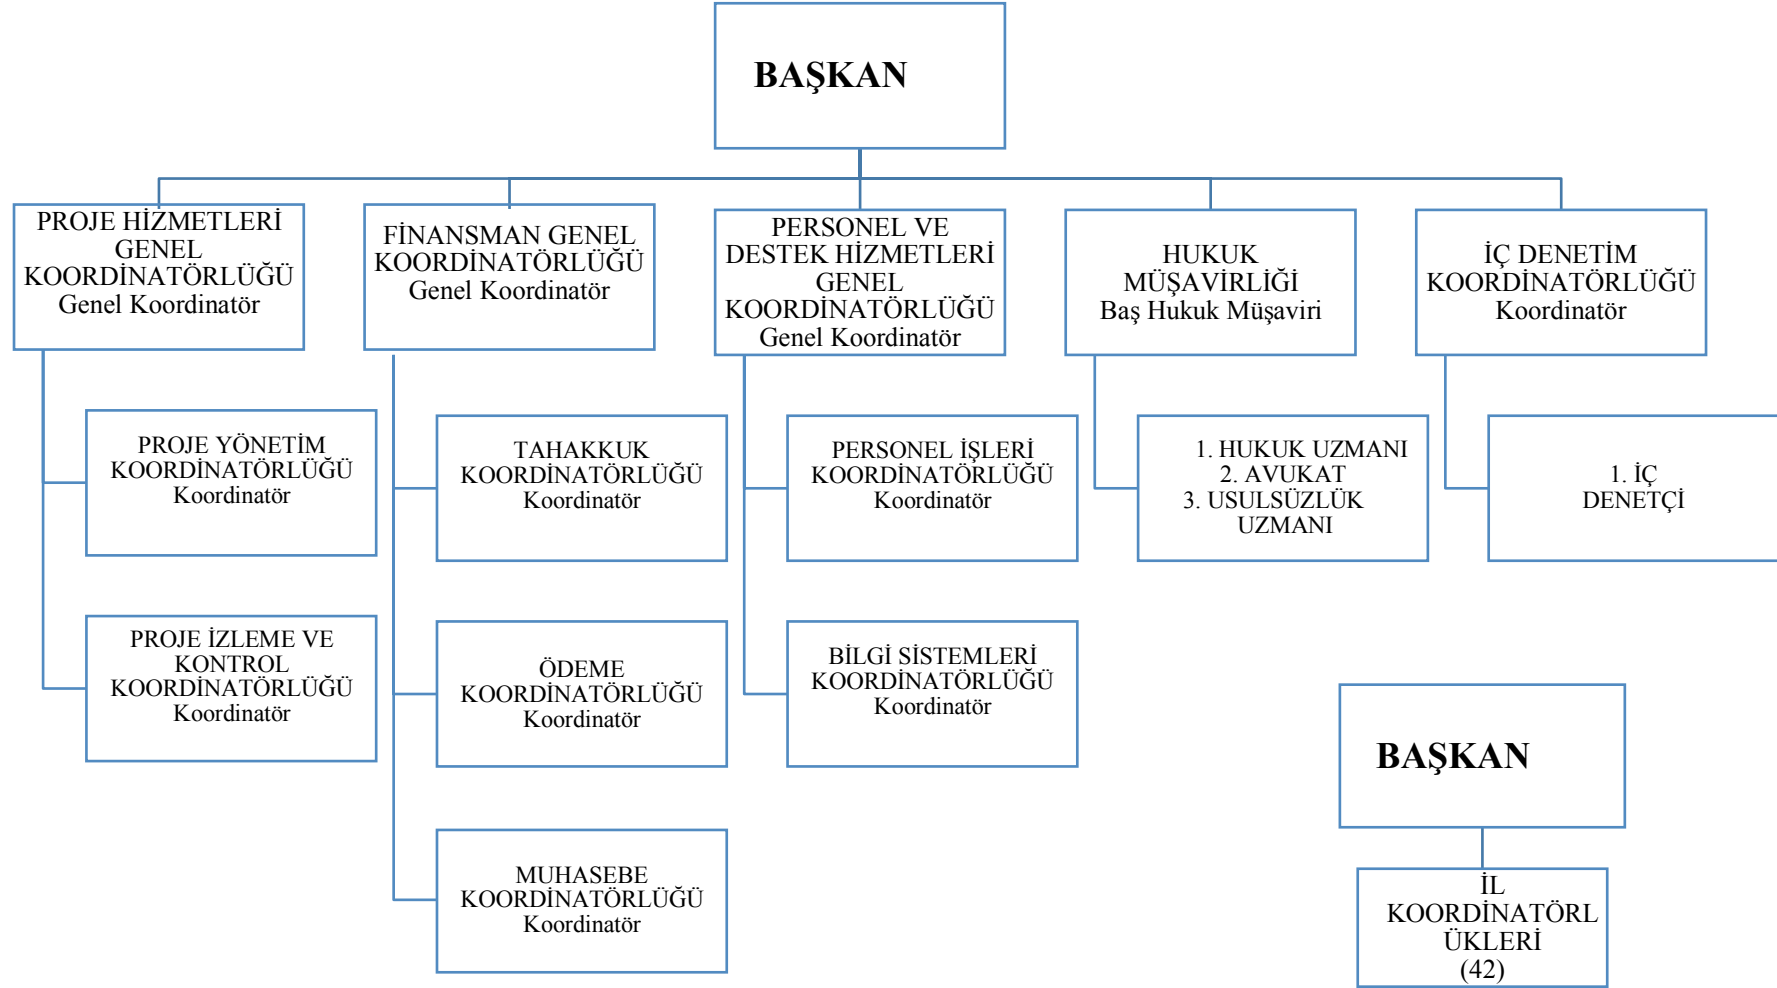 BAŞKAN
PROJE HİZMETLERİ
GENEL
KOORDİNATÖRLÜĞÜ
Genel Koordinatör
FİNANSMAN GENEL
KOORDİNATÖRLÜĞÜ
Genel Koordinatör
PERSONEL VE
DESTEK HİZMETLERİ
GENEL
KOORDİNATÖRLÜĞÜ
Genel Koordinatör
HUKUK
MÜŞAVİRLİĞİ
Baş Hukuk Müşaviri
İÇ DENETİM
KOORDİNATÖRLÜĞÜ
Koordinatör
PROJE YÖNETİM
KOORDİNATÖRLÜĞÜ
Koordinatör
TAHAKKUK
KOORDİNATÖRLÜĞÜ
Koordinatör
PERSONEL İŞLERİ
KOORDİNATÖRLÜĞÜ
Koordinatör
1. HUKUK UZMANI
2. AVUKAT
3. USULSÜZLÜK
UZMANI
1. İÇ
DENETÇİ
PROJE İZLEME VE
KONTROL
KOORDİNATÖRLÜĞÜ
Koordinatör
ÖDEME
KOORDİNATÖRLÜĞÜ
Koordinatör
BİLGİ SİSTEMLERİ
KOORDİNATÖRLÜĞÜ
Koordinatör
MUHASEBE
KOORDİNATÖRLÜĞÜ
Koordinatör
BAŞKAN
İL
KOORDİNATÖRL
ÜKLERİ
(42)